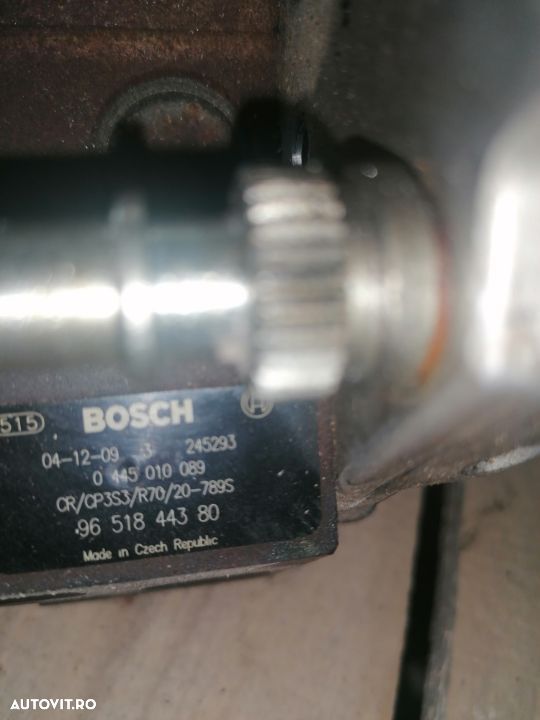 515 BOSCH
04-12-09 3 245293
0 445 010 089
CR/CP3S3/R70/20-789S
96 518 443 80
Made in Czech Republic
AUTOVIT.RO